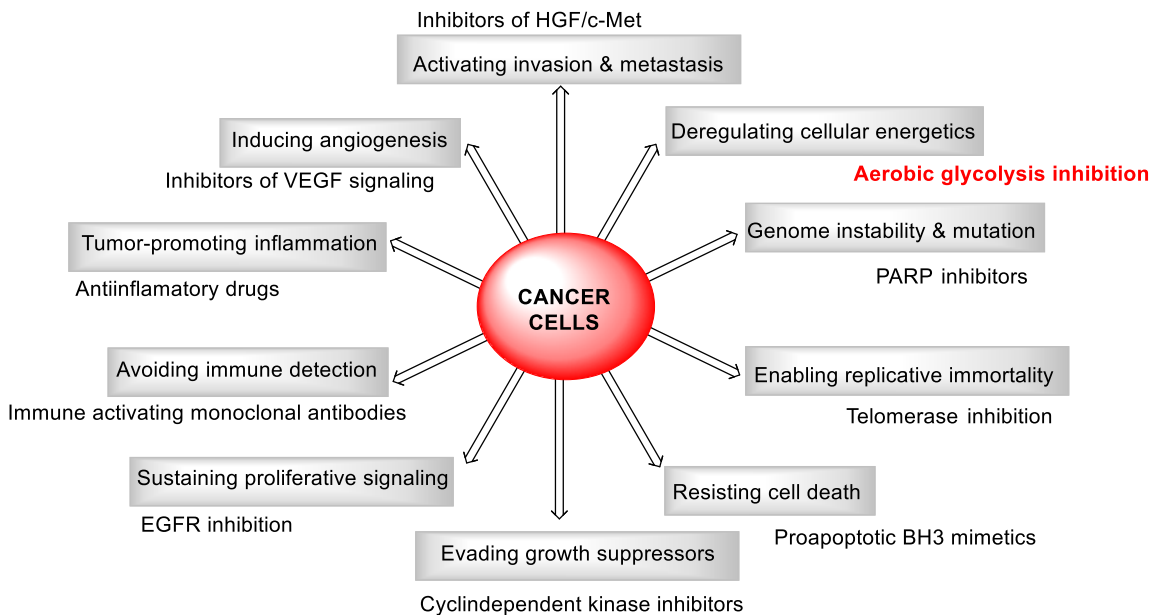 Inhibitors of HGF/c-Met
Activating invasion & metastasis
Inducing angiogenesis
Inhibitors of VEGF signaling
Deregulating cellular energetics
Aerobic glycolysis inhibition
Tumor-promoting inflammation
Antiinflamatory drugs
Genome instability & mutation
PARP inhibitors
CANCER
CELLS
Avoiding immune detection
Immune activating monoclonal antibodies
Enabling replicative immortality
Telomerase inhibition
Sustaining proliferative signaling
EGFR inhibition
Resisting cell death
Proapoptotic BH3 mimetics
Evading growth suppressors
Cyclindependent kinase inhibitors